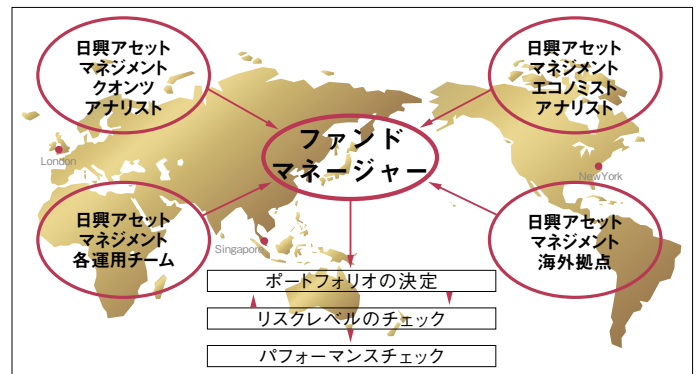 日興アセット
マネジメント
クオンツ
アナリスト
日興アセット
マネジメント
エコノミスト
アナリスト
ファンド
マネージャー
London
NewYork
日興アセット
マネジメント
各運用チーム
Singapore
日興アセット
マネジメント
海外拠点
ポートフォリオの決定
リスクレベルのチェック
パフォーマンスチェック